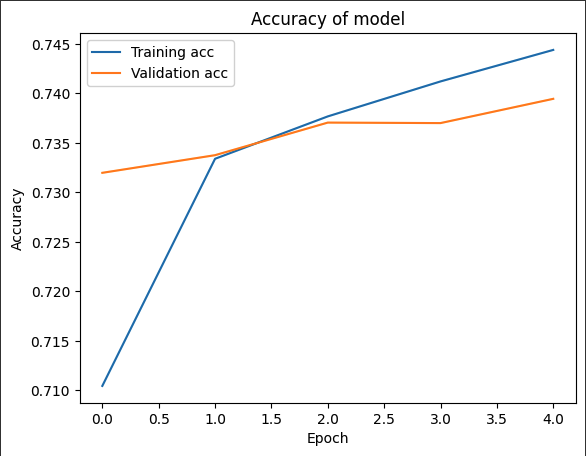 Accuracy of model
Training acc
Validation acc
0.745
0.740
0.735
0.730
0.725
0.720
0.715
0.710
Accuracy
0.0 0.5 1.0 1.5 2.0 2.5 3.0 3.5 4.0
Epoch